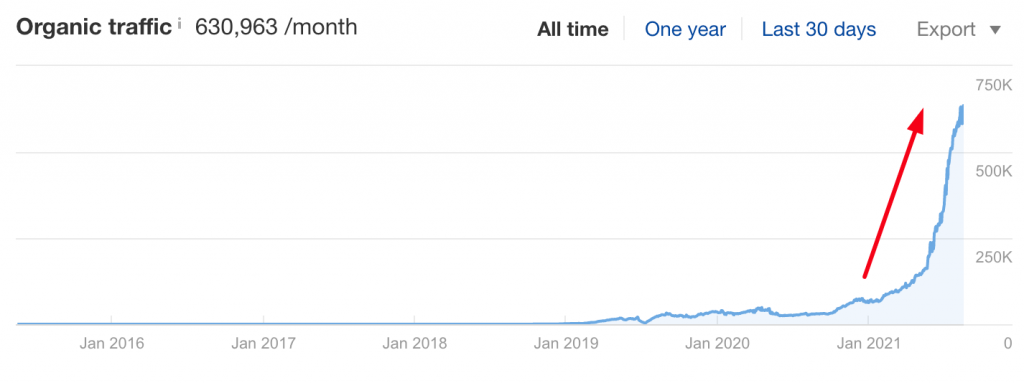 Organic traffic i 630,963 /month All time One year Last 30 days Export
750K
500K
250K
Jan 2016 Jan 2017 Jan 2018 Jan 2019 Jan 2020 Jan 2021 0